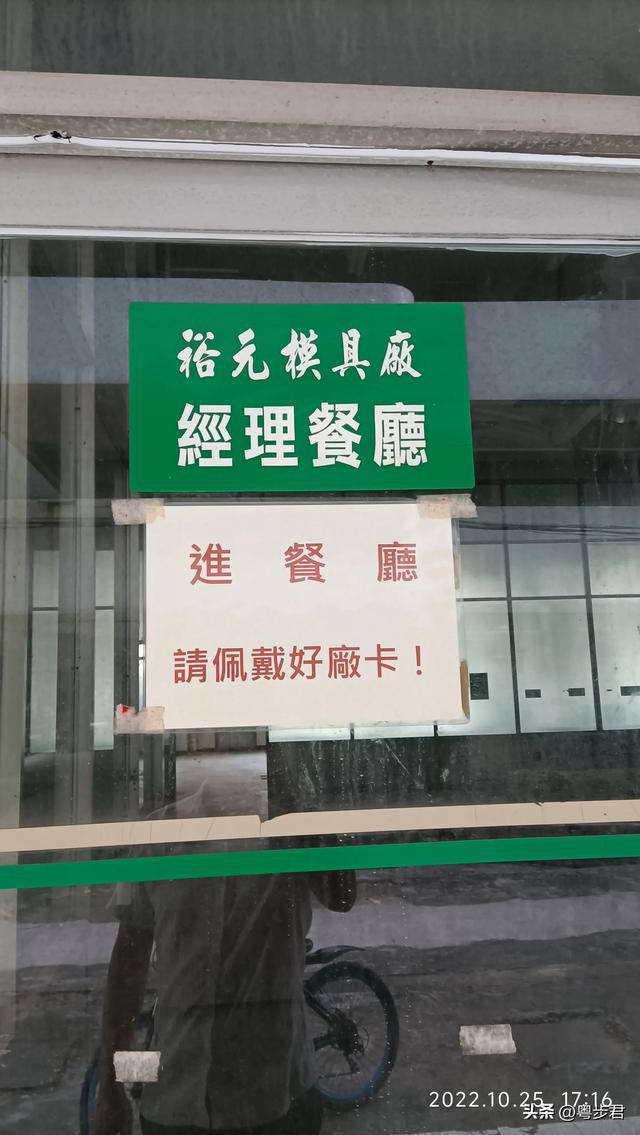 裕元模具廠
經理餐廳
進餐廳
請佩戴好廠卡！
2022.10.25 17:16
头条@粤步君